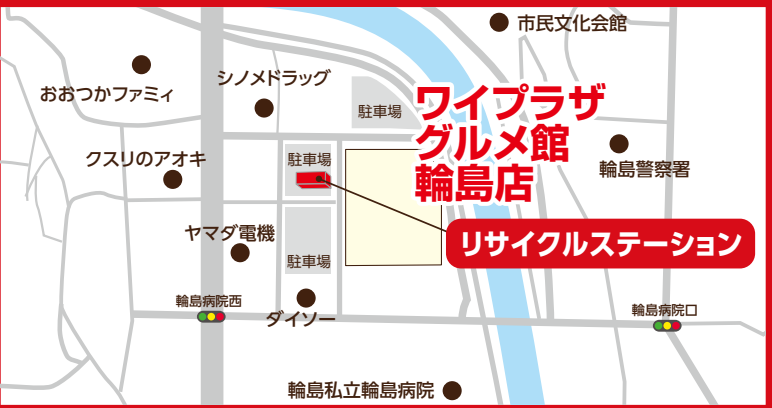 市民文化会館
おおつかファミィ
シノメドラッグ
駐車場
ワイプラザ
グルメ館
輪島店
クスリのアオキ
駐車場
輪島警察署
ヤマダ電機
リサイクルステーション
駐車場
輪島病院西
ダイソー
輪島病院口
輪島私立輪島病院